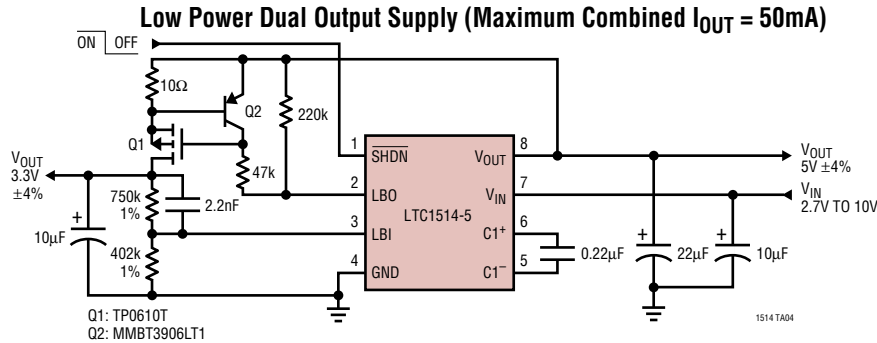 Low Power Dual Output Supply (Maximum Combined IOUT = 50mA)
ON OFF
10Ω
Q2
220k
Q1
47k
VOUT
3.3V
±4%
750k
1%
2.2nF
10µF
+
402k
1%
1
SHDN
2
LBO
3
LBI
4
GND
LTC1514-5
VOUT
8
VIN
7
C1+
6
C1–
5
0.22µF
+
22µF
+
10µF
VOUT
5V ±4%
VIN
2.7V TO 10V
Q1: TP0610T
Q2: MMBT3906LT1
1514 TA04